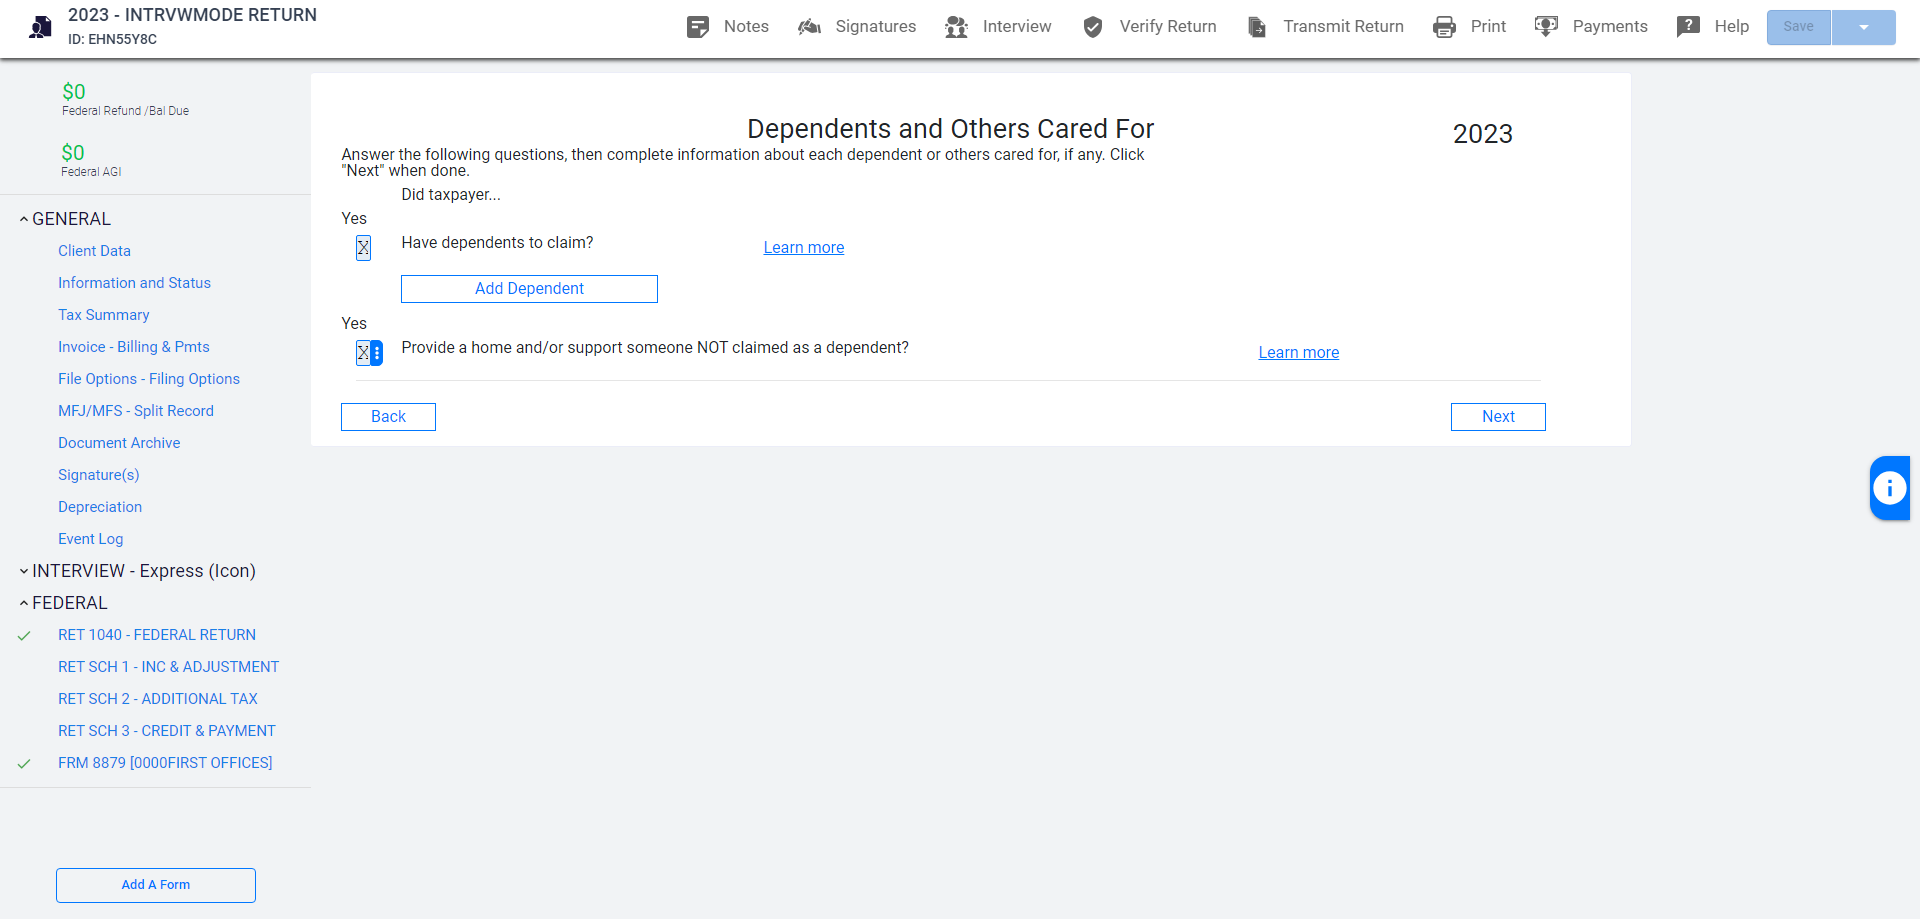 2023 - INTRVWMODE RETURN
ID: EHN55Y8C
Notes
Signatures
Interview
Verify Return
Transmit Return
Print
Payments
Help
Save
$0
Federal Refund /Bal Due
$0
Federal AGI
GENERAL
Client Data
Information and Status
Tax Summary
Invoice - Billing & Pmts
File Options - Filing Options
MFJ/MFS - Split Record
Document Archive
Signature(s)
Depreciation
Event Log
INTERVIEW - Express (Icon)
FEDERAL
RET 1040 - FEDERAL RETURN
RET SCH 1 - INC & ADJUSTMENT
RET SCH 2 - ADDITIONAL TAX
RET SCH 3 - CREDIT & PAYMENT
FRM 8879 [0000FIRST OFFICES]
Add A Form
Dependents and Others Cared For
2023
Answer the following questions, then complete information about each dependent or others cared for, if any. Click
"Next" when done.
Did taxpayer...
Yes
X Have dependents to claim? Learn more
Add Dependent
Yes
X Provide a home and/or support someone NOT claimed as a dependent? Learn more
Back
Next